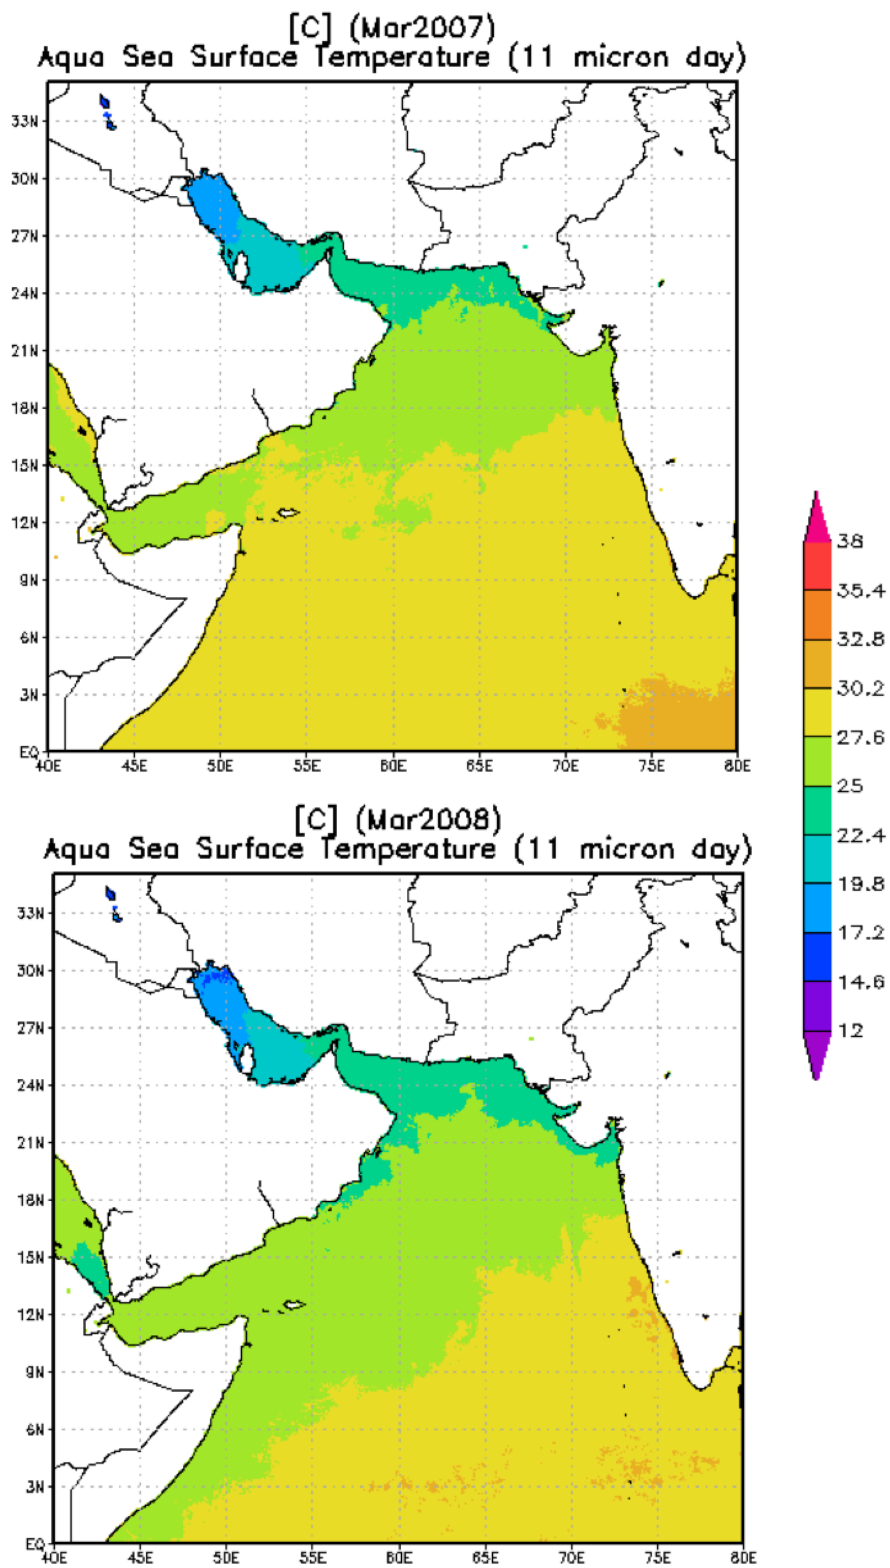 [C] (Mar2007)
Aqua Sea Surface Temperature (11 micron day)
33N
30N
27N
24N
21N
18N
15N
12N
9N
6N
3N
EQ
40E 45E 50E 55E 60E 65E 70E 75E 80E
[C] (Mar2008)
Aqua Sea Surface Temperature (11 micron day)
33N
30N
27N
24N
21N
18N
15N
12N
9N
6N
3N
EQ
40E 45E 50E 55E 60E 65E 70E 75E 80E
38
35.4
32.8
30.2
27.6
25
22.4
19.8
17.2
14.6
12